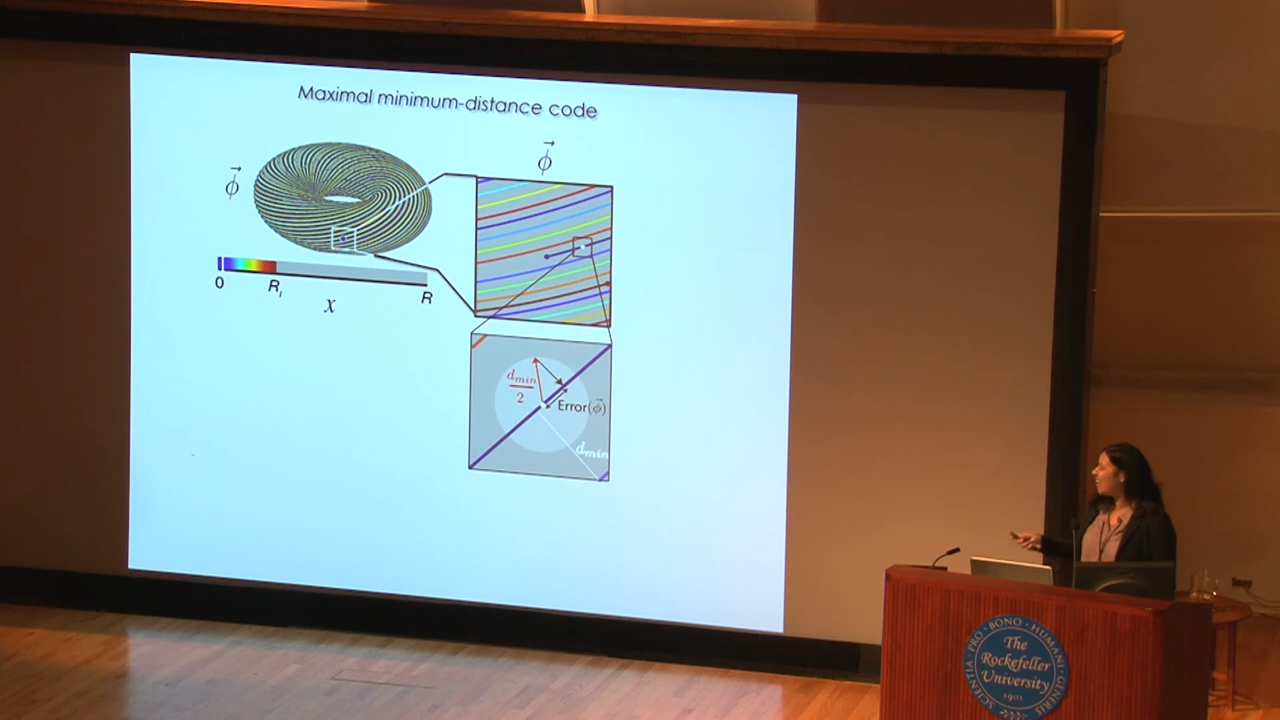 Maximal minimum-distance code
ϕ⃗
ϕ⃗
0
R_l
R
x
d_min
2
Error(ϕ⃗)
d_min
PRO · BONO · HUMANI · GENERIS · SCIENTIA
The
Rockefeller
University
1901